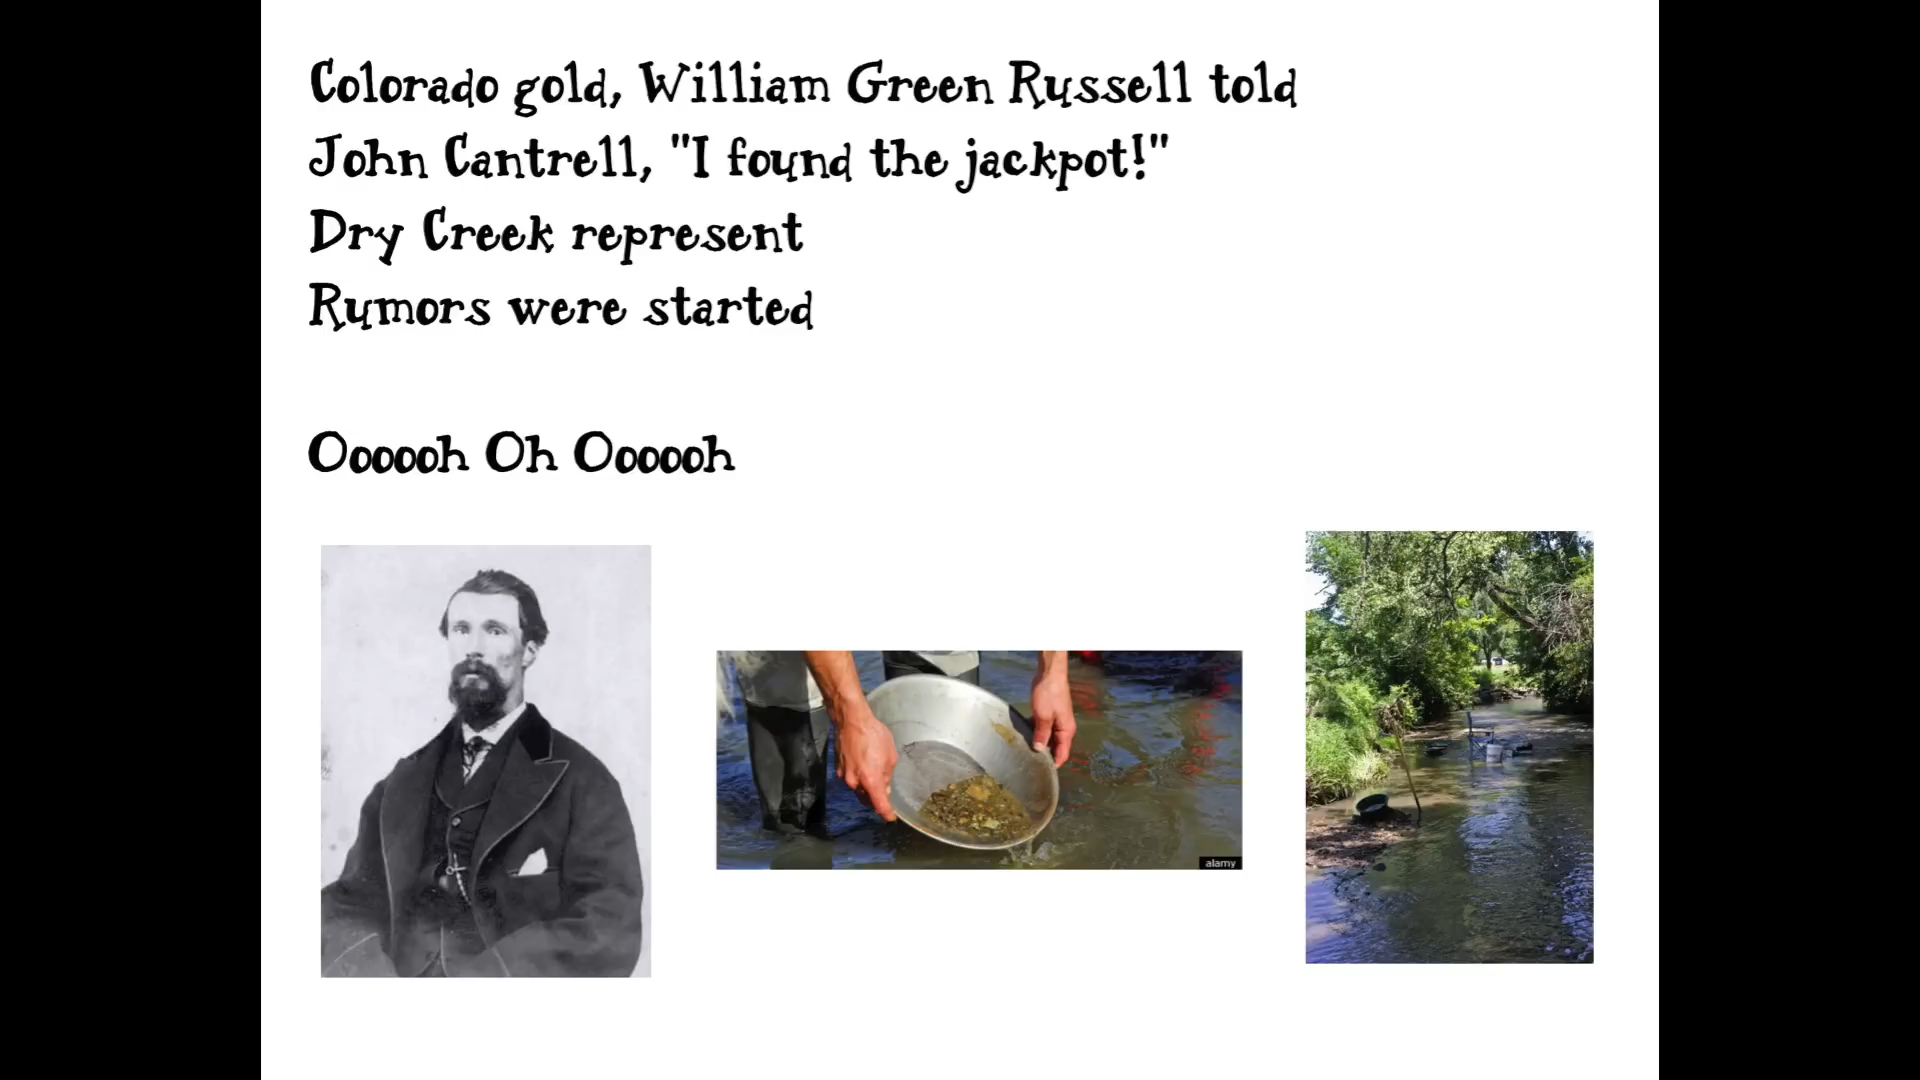 Colorado gold, William Green Russell told
John Cantrell, "I found the jackpot!"
Dry Creek represent
Rumors were started
Oooooh Oh Oooooh
alamy